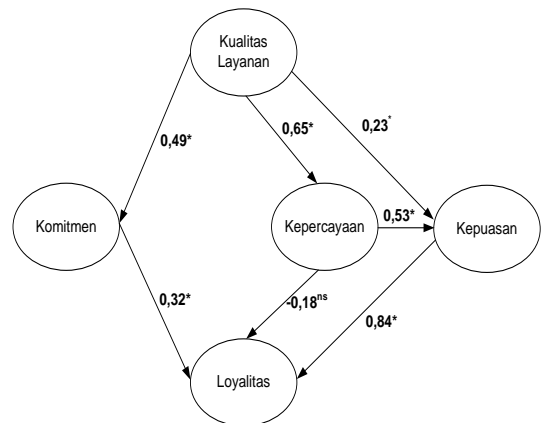 Kualitas
Layanan
0,49*
0,65*
0,23*
Komitmen
Kepercayaan
0,53*
Kepuasan
0,32*
-0,18ns
0,84*
Loyalitas